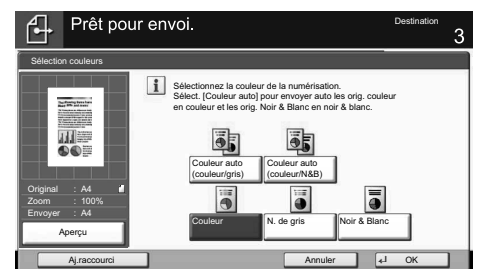 Prêt pour envoi.
Destination
3
Sélection couleurs
Sélectionnez la couleur de la numérisation.
Sélect. [Couleur auto] pour envoyer auto les orig. couleur
en couleur et les orig. Noir & Blanc en noir & blanc.
Couleur auto
(couleur/gris)
Couleur auto
(couleur/N&B)
Original : A4
Zoom : 100%
Envoyer : A4
Aperçu
Couleur
N. de gris
Noir & Blanc
Aj.raccourci
Annuler
OK